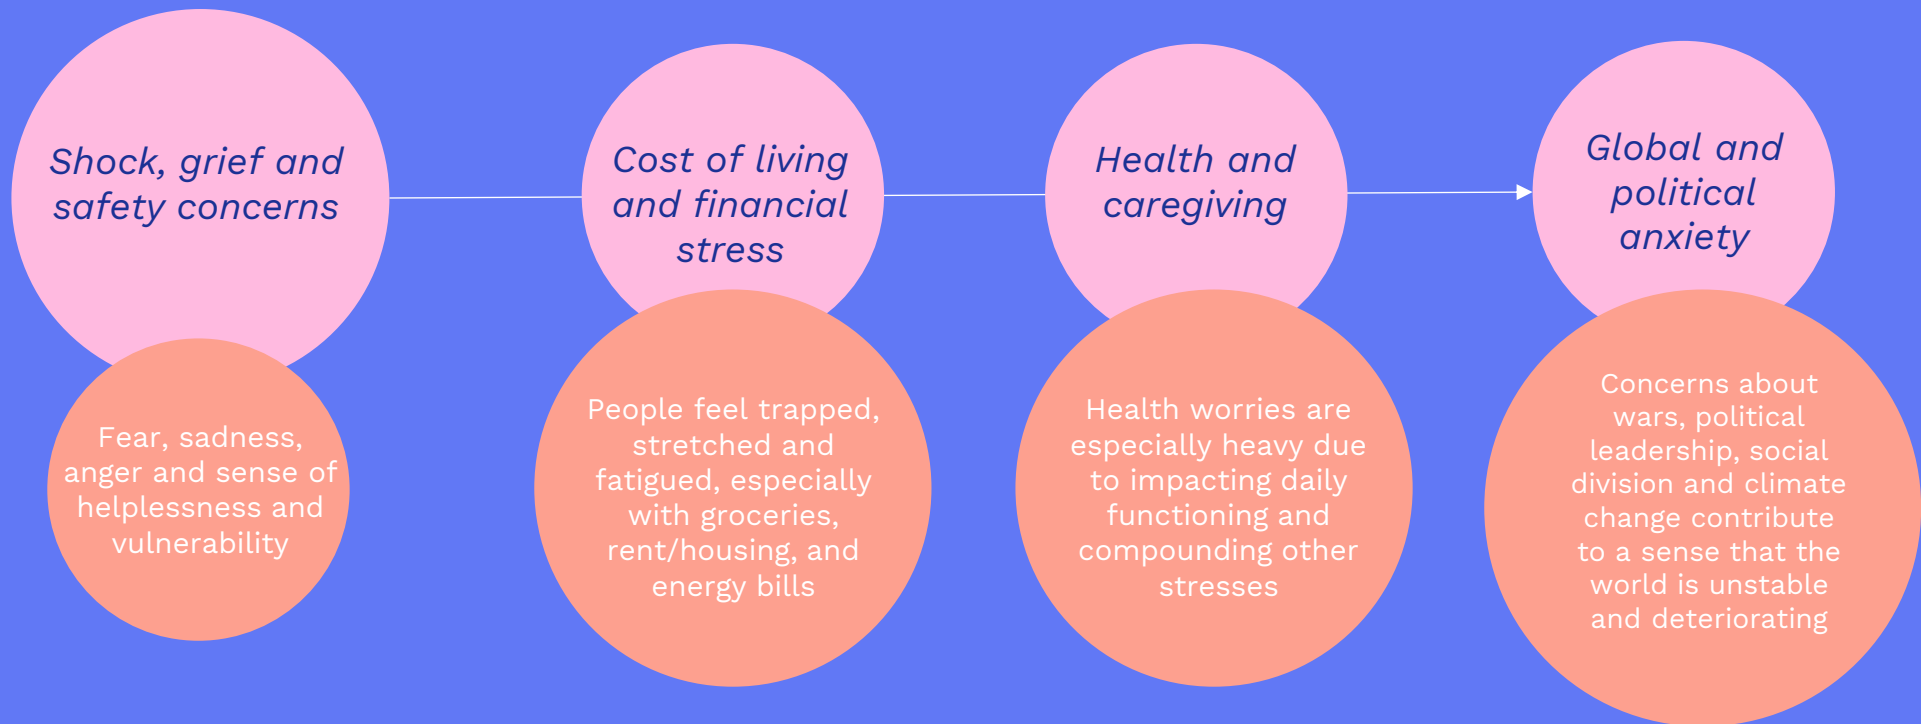 Shock, grief and
safety concerns
Fear, sadness,
anger and sense of
helplessness and
vulnerability
Cost of living
and financial
stress
People feel trapped,
stretched and
fatigued, especially
with groceries,
rent/housing, and
energy bills
Health and
caregiving
Health worries are
especially heavy due
to impacting daily
functioning and
compounding other
stresses
Global and
political
anxiety
Concerns about
wars, political
leadership, social
division and climate
change contribute
to a sense that the
world is unstable
and deteriorating